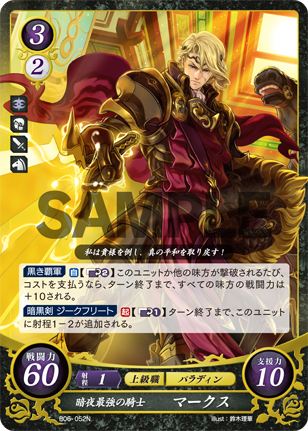 3
2
SAMPLE
私は貴様を倒し、真の平和を取り戻す！
黒き覇軍 自【2】このユニットが他の味方が撃破されるたび、
コストを支払うなら、ターン終了まで、すべての味方の戦闘力は
+10される。
暗黒剣 ジークフリート 起【1】ターン終了まで、このユニット
に射程1－2が追加される。
戦闘力
60
射程 1
上級職
パラディン
支援力
10
暗夜最強の騎士 マークス
B06-052N
illust：鈴木理華